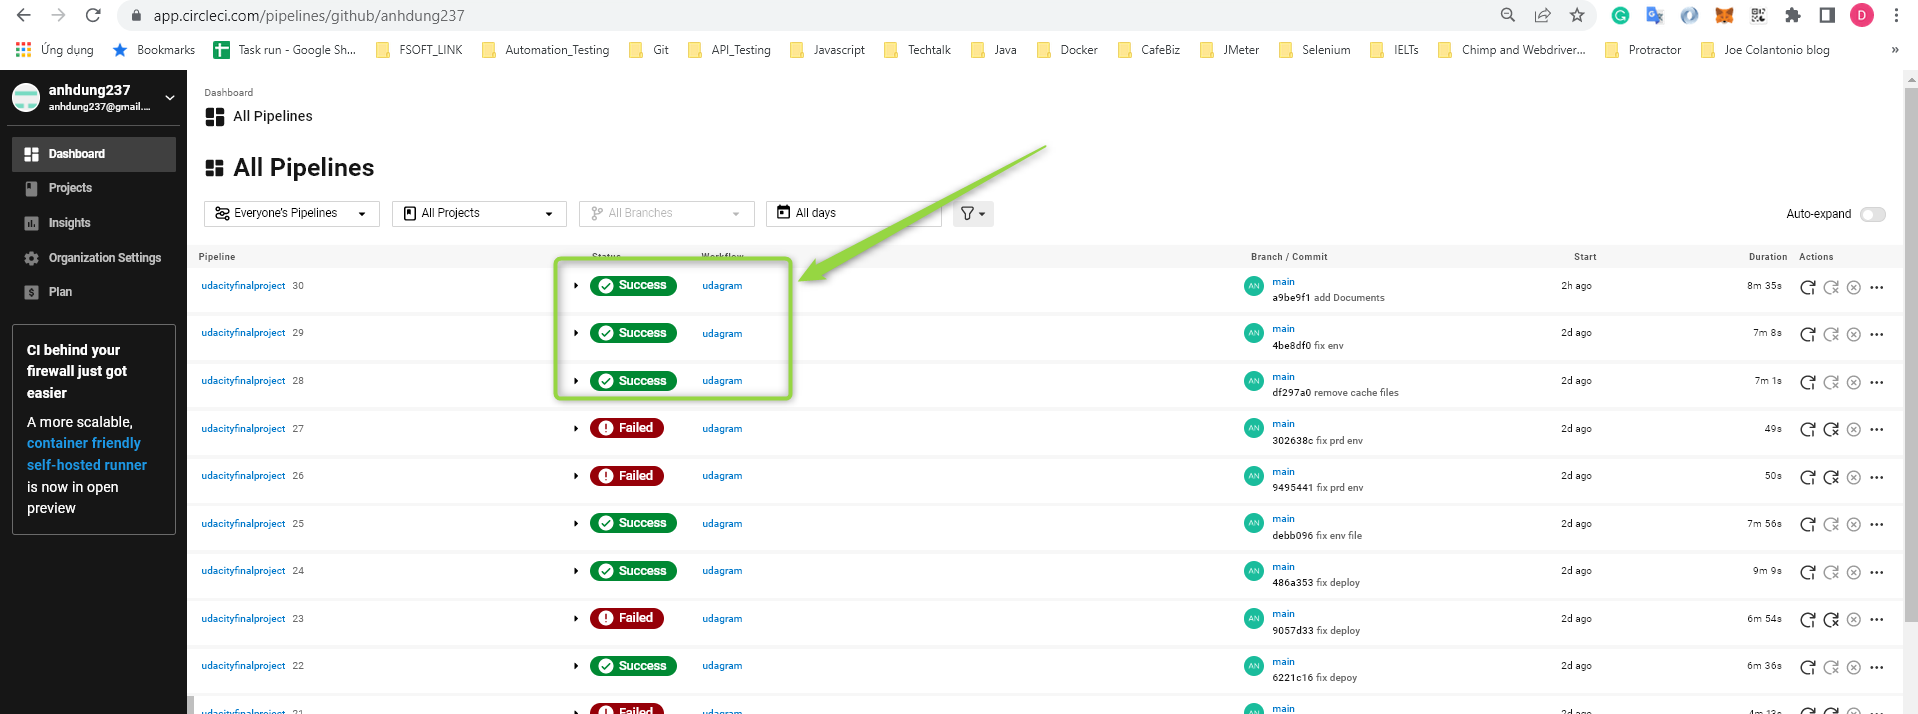 app.circleci.com/pipelines/github/anhdung237
D
Ứng dụng Bookmarks Task run - Google Sh... FSOFT_LINK Automation_Testing Git API_Testing Javascript Techtalk Java Docker CafeBiz JMeter Selenium IELTs Chimp and Webdriver... Protractor Joe Colantonio blog »
anhdung237
anhdung237@gmail....
Dashboard
Projects
Insights
Organization Settings
Plan
CI behind your
firewall just got
easier
A more scalable,
container friendly
self-hosted runner
is now in open
preview
Dashboard
All Pipelines
All Pipelines
Everyone's Pipelines All Projects All Branches All days Auto-expand
Pipeline Status Workflow Branch / Commit Start Duration Actions
udacityfinalproject 30 Success udagram AN main 2h ago 8m 35s
a9be9f1 add Documents
udacityfinalproject 29 Success udagram AN main 2d ago 7m 8s
4be8df0 fix env
udacityfinalproject 28 Success udagram AN main 2d ago 7m 1s
df297a0 remove cache files
udacityfinalproject 27 Failed udagram AN main 2d ago 49s
302638c fix prd env
udacityfinalproject 26 Failed udagram AN main 2d ago 50s
9495441 fix prd env
udacityfinalproject 25 Success udagram AN main 2d ago 7m 56s
debb096 fix env file
udacityfinalproject 24 Success udagram AN main 2d ago 9m 9s
486a353 fix deploy
udacityfinalproject 23 Failed udagram AN main 2d ago 6m 54s
9057d33 fix deploy
udacityfinalproject 22 Success udagram AN main 2d ago 6m 36s
6221c16 fix depoy
udacityfinalproject 21 Failed udagram AN main 2d ago 4m 13s